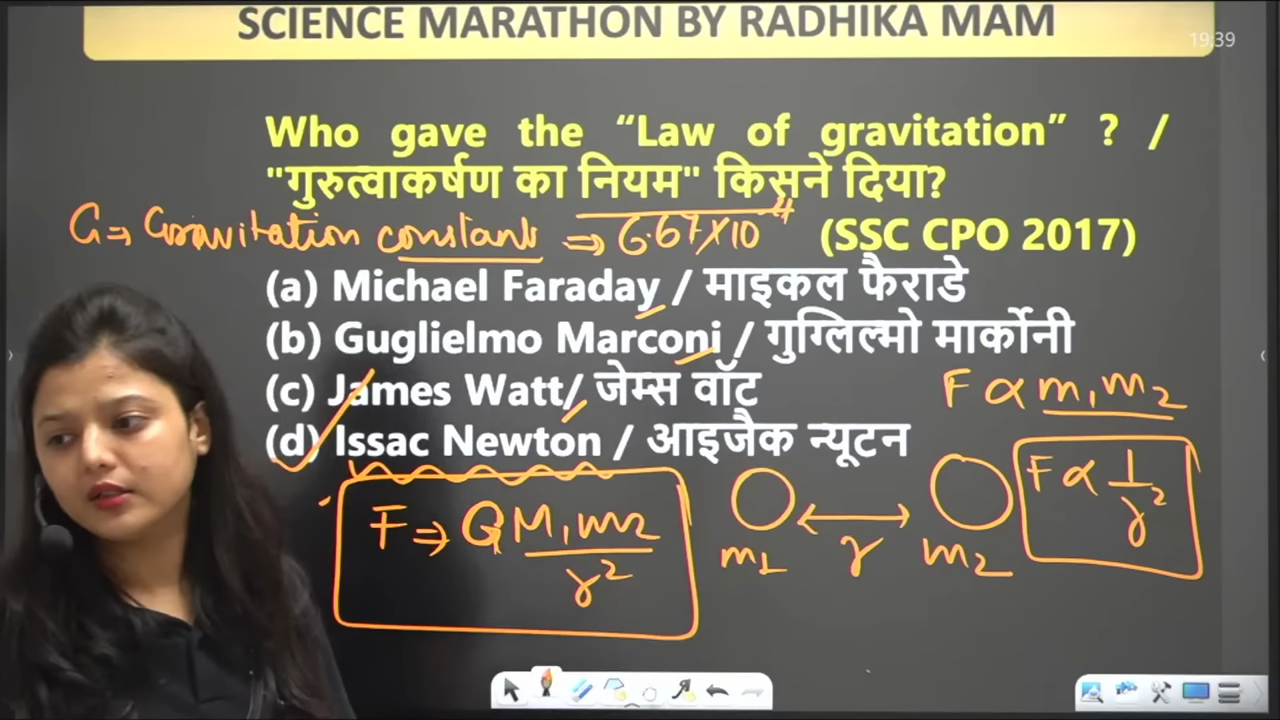 SCIENCE MARATHON BY RADHIKA MAM
19:39
Who gave the “Law of gravitation” ? /
"गुरुत्वाकर्षण का नियम" किसने दिया?
G⇒ Gravitation constant ⇒ 6.67×10⁻¹¹
(SSC CPO 2017)
(a) Michael Faraday / माइकल फैराडे
(b) Guglielmo Marconi / गुग्लिल्मो मार्कोनी
(c) James Watt/ जेम्स वॉट
F α m₁m₂
(d) Issac Newton / आइजैक न्यूटन
F ⇒ G M₁m₂ / r²
m₁ r m₂
F α 1/r²